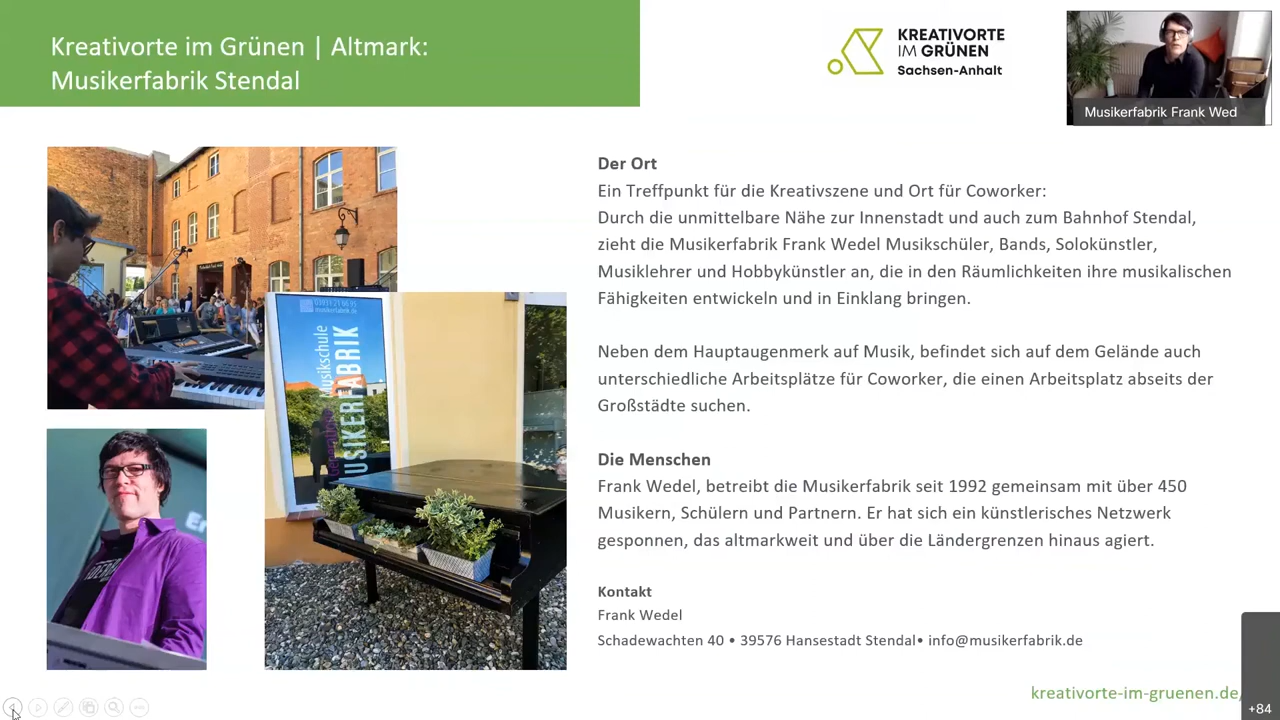 Kreativorte im Grünen | Altmark:
Musikerfabrik Stendal
KREATIVORTE
IM GRÜNEN
Sachsen-Anhalt
Musikerfabrik Frank Wed
Der Ort
Ein Treffpunkt für die Kreativszene und Ort für Coworker:
Durch die unmittelbare Nähe zur Innenstadt und auch zum Bahnhof Stendal,
zieht die Musikerfabrik Frank Wedel Musikschüler, Bands, Solokünstler,
Musiklehrer und Hobbykünstler an, die in den Räumlichkeiten ihre musikalischen
Fähigkeiten entwickeln und in Einklang bringen.
Neben dem Hauptaugenmerk auf Musik, befindet sich auf dem Gelände auch
unterschiedliche Arbeitsplätze für Coworker, die einen Arbeitsplatz abseits der
Großstädte suchen.
Die Menschen
Frank Wedel, betreibt die Musikerfabrik seit 1992 gemeinsam mit über 450
Musikern, Schülern und Partnern. Er hat sich ein künstlerisches Netzwerk
gesponnen, das altmarkweit und über die Ländergrenzen hinaus agiert.
Kontakt
Frank Wedel
Schadewachten 40 • 39576 Hansestadt Stendal• info@musikerfabrik.de
kreativorte-im-gruenen.de/
+84
musikerfabrik.de
usikschule
USIKERFABRIK